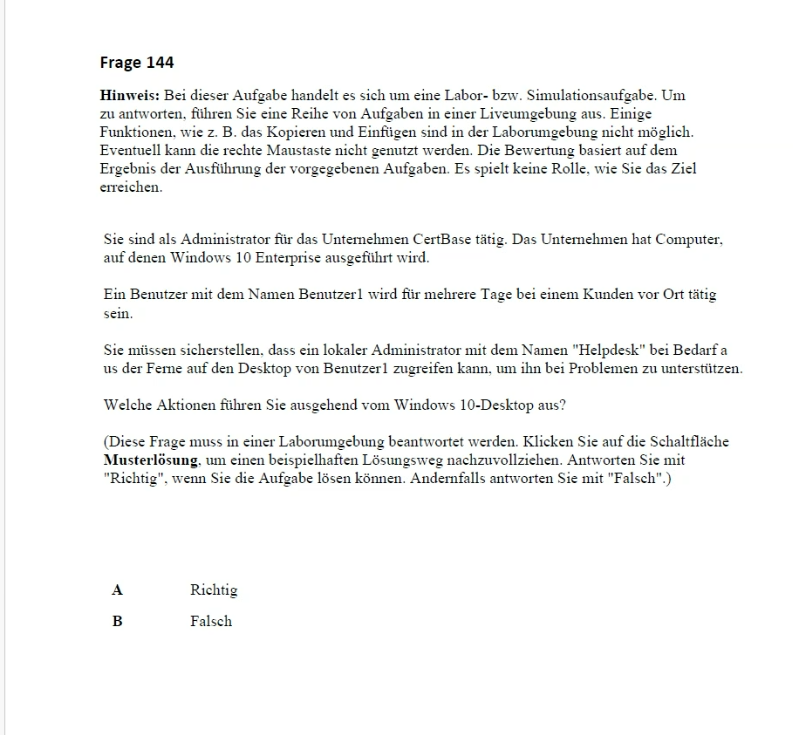 Frage 144
Hinweis: Bei dieser Aufgabe handelt es sich um eine Labor- bzw. Simulationsaufgabe. Um
zu antworten, führen Sie eine Reihe von Aufgaben in einer Liveumgebung aus. Einige
Funktionen, wie z. B. das Kopieren und Einfügen sind in der Laborumgebung nicht möglich.
Eventuell kann die rechte Maustaste nicht genutzt werden. Die Bewertung basiert auf dem
Ergebnis der Ausführung der vorgegebenen Aufgaben. Es spielt keine Rolle, wie Sie das Ziel
erreichen.
Sie sind als Administrator für das Unternehmen CertBase tätig. Das Unternehmen hat Computer,
auf denen Windows 10 Enterprise ausgeführt wird.
Ein Benutzer mit dem Namen Benutzer1 wird für mehrere Tage bei einem Kunden vor Ort tätig
sein.
Sie müssen sicherstellen, dass ein lokaler Administrator mit dem Namen "Helpdesk" bei Bedarf a
us der Ferne auf den Desktop von Benutzer1 zugreifen kann, um ihn bei Problemen zu unterstützen.
Welche Aktionen führen Sie ausgehend vom Windows 10-Desktop aus?
(Diese Frage muss in einer Laborumgebung beantwortet werden. Klicken Sie auf die Schaltfläche
Musterlösung, um einen beispielhaften Lösungsweg nachzuvollziehen. Antworten Sie mit
"Richtig", wenn Sie die Aufgabe lösen können. Andernfalls antworten Sie mit "Falsch".)
A Richtig
B Falsch